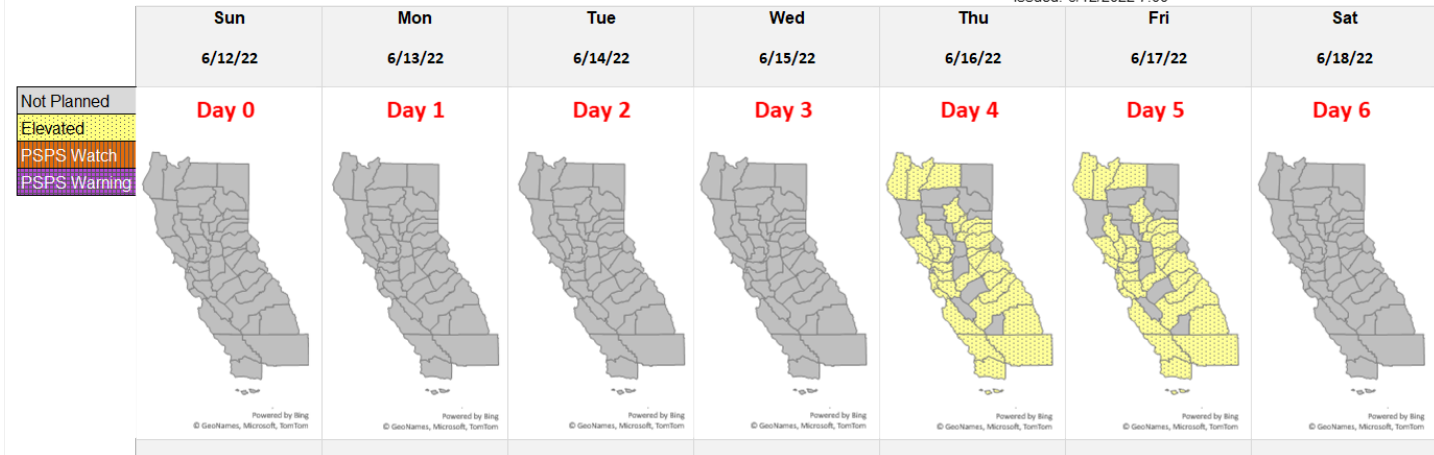 Sun Mon Tue Wed Thu Fri Sat
6/12/22 6/13/22 6/14/22 6/15/22 6/16/22 6/17/22 6/18/22
Not Planned
Elevated
PSPS Watch
PSPS Warning
Day 0 Day 1 Day 2 Day 3 Day 4 Day 5 Day 6
Powered by Bing Powered by Bing Powered by Bing Powered by Bing Powered by Bing Powered by Bing Powered by Bing
© GeoNames, Microsoft, TomTom © GeoNames, Microsoft, TomTom © GeoNames, Microsoft, TomTom © GeoNames, Microsoft, TomTom © GeoNames, Microsoft, TomTom © GeoNames, Microsoft, TomTom © GeoNames, Microsoft, TomTom